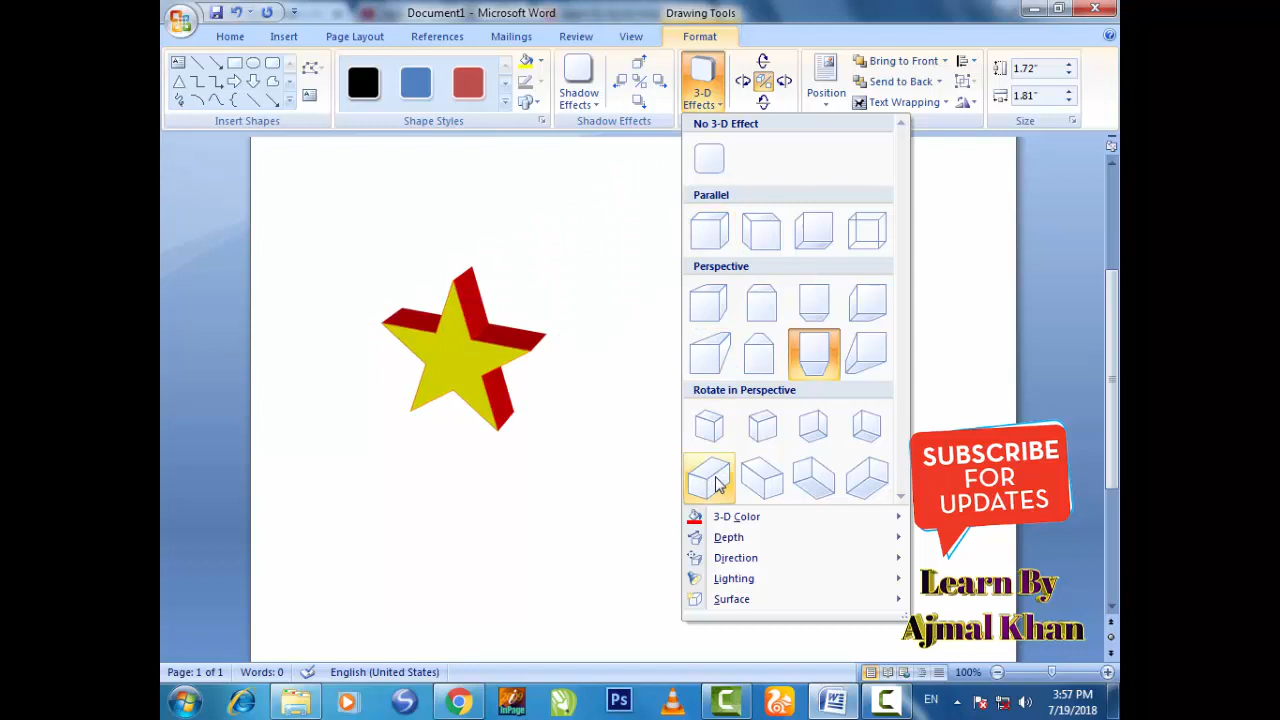 Document1 - Microsoft Word
Drawing Tools
Home
Insert
Page Layout
References
Mailings
Review
View
Format
Shadow
Effects
3-D
Effects
Position
Bring to Front
Send to Back
Text Wrapping
1.72"
1.81"
Insert Shapes
Shape Styles
Shadow Effects
Size
No 3-D Effect
Parallel
Perspective
Rotate in Perspective
3-D Color
Depth
Direction
Lighting
Surface
SUBSCRIBE
FOR
UPDATES
Learn By
Ajmal Khan
Page: 1 of 1
Words: 0
English (United States)
100%
InPage
Ps
EN
3:57 PM
7/19/2018